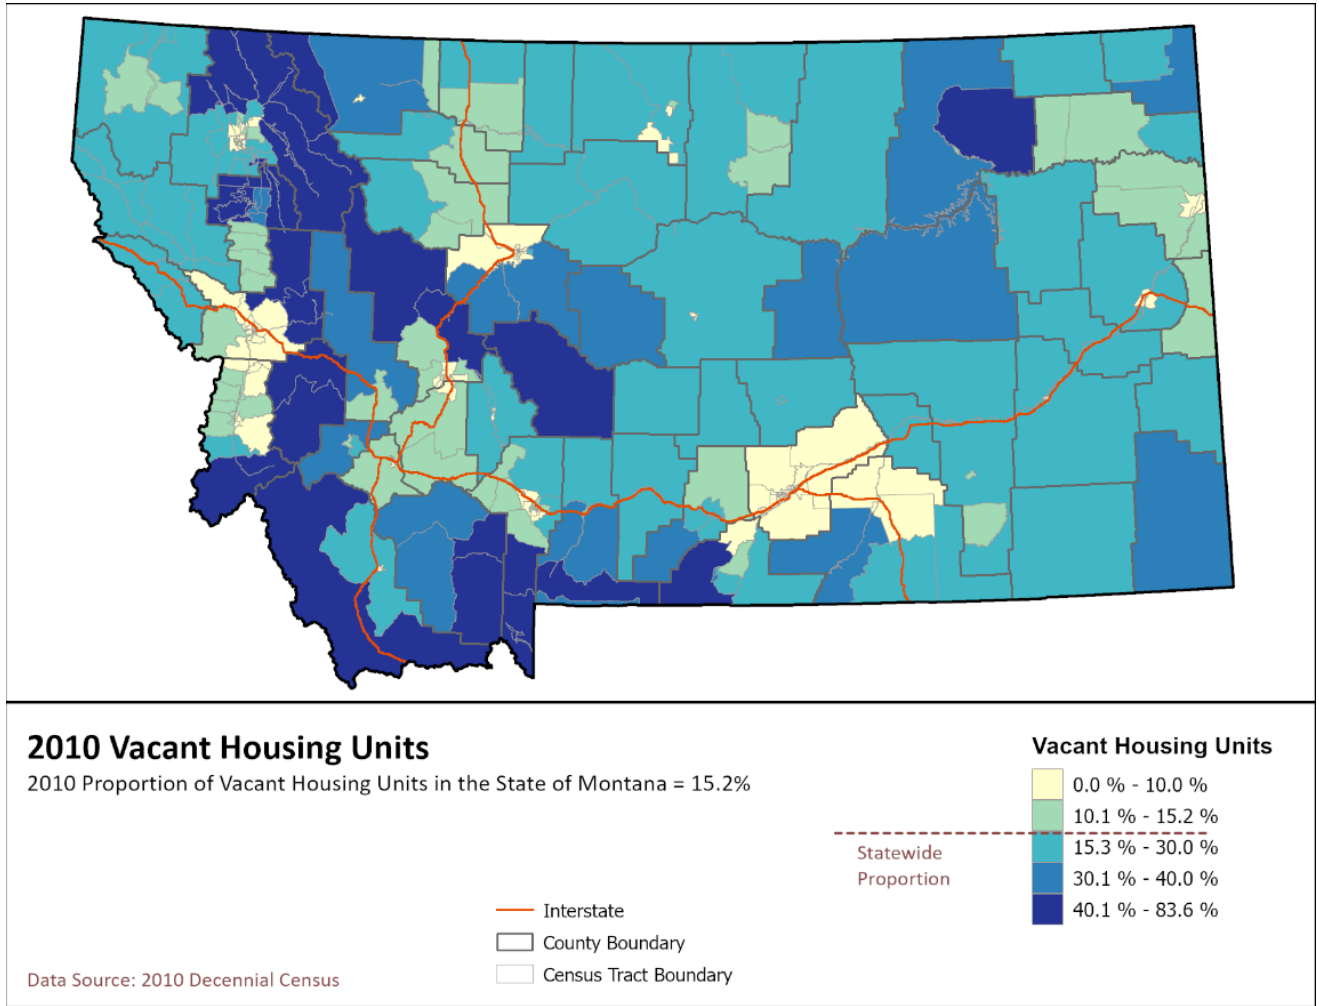 2010 Vacant Housing Units
2010 Proportion of Vacant Housing Units in the State of Montana = 15.2%
Vacant Housing Units
0.0 % - 10.0 %
10.1 % - 15.2 %
15.3 % - 30.0 %
30.1 % - 40.0 %
40.1 % - 83.6 %
Statewide
Proportion
Interstate
County Boundary
Census Tract Boundary
Data Source: 2010 Decennial Census